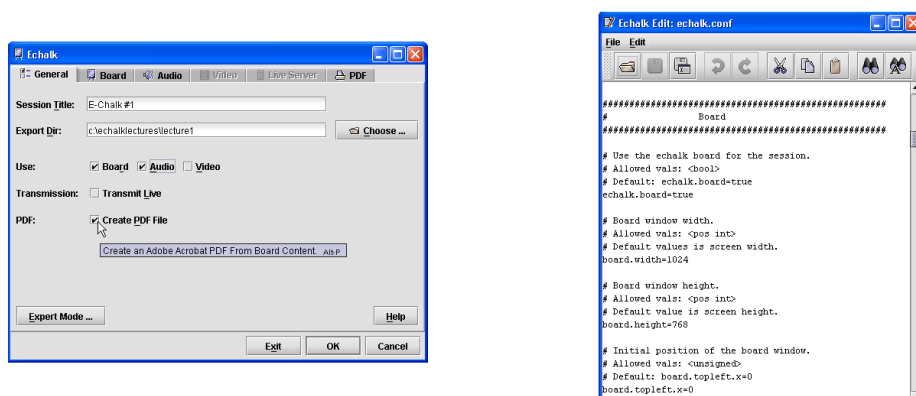 Echalk
General Board Audio Video Live Server PDF
Session Title: E-Chalk #1
Export Dir: c:\echalklectures\lecture1 Choose ...
Use: Board Audio Video
Transmission: Transmit Live
PDF: Create PDF File
Create an Adobe Acrobat PDF From Board Content. Alt-P
Expert Mode ... Help
Exit OK Cancel
Echalk Edit: echalk.conf
File Edit
####################################################
# Board
####################################################
# Use the echalk board for the session.
# Allowed vals: <bool>
# Default: echalk.board=true
echalk.board=true
# Board window width.
# Allowed vals: <pos int>
# Default values is screen width.
board.width=1024
# Board window height.
# Allowed vals: <pos int>
# Default value is screen height.
board.height=768
# Initial position of the board window.
# Allowed vals: <unsigned>
# Default: board.topleft.x=0
board.topleft.x=0